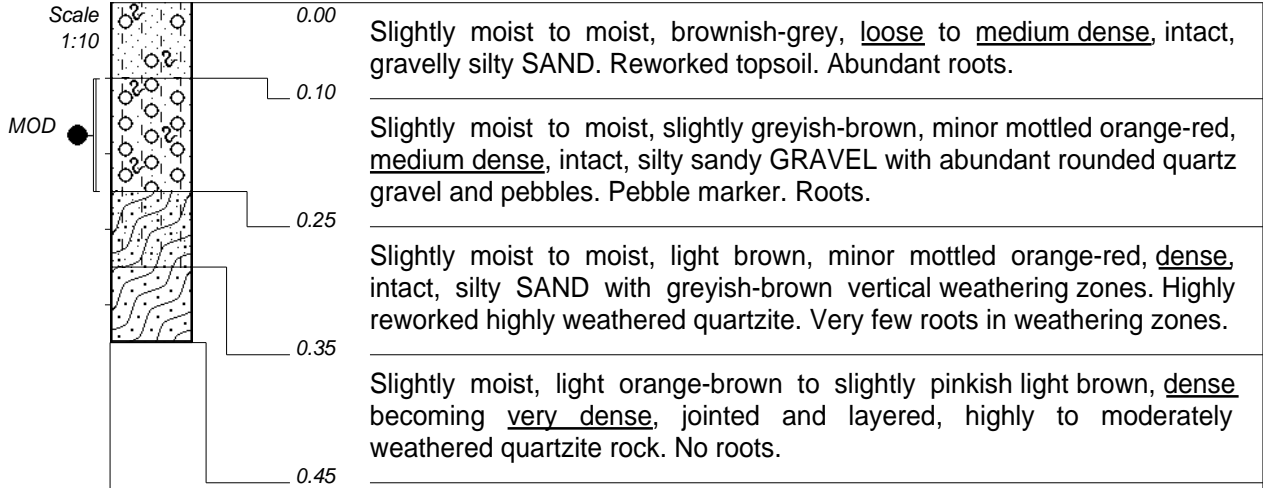 Scale
1:10
0.00
Slightly moist to moist, brownish-grey, loose to medium dense, intact,
gravelly silty SAND. Reworked topsoil. Abundant roots.
0.10
MOD
Slightly moist to moist, slightly greyish-brown, minor mottled orange-red,
medium dense, intact, silty sandy GRAVEL with abundant rounded quartz
gravel and pebbles. Pebble marker. Roots.
0.25
Slightly moist to moist, light brown, minor mottled orange-red, dense,
intact, silty SAND with greyish-brown vertical weathering zones. Highly
reworked highly weathered quartzite. Very few roots in weathering zones.
0.35
Slightly moist, light orange-brown to slightly pinkish light brown, dense
becoming very dense, jointed and layered, highly to moderately
weathered quartzite rock. No roots.
0.45